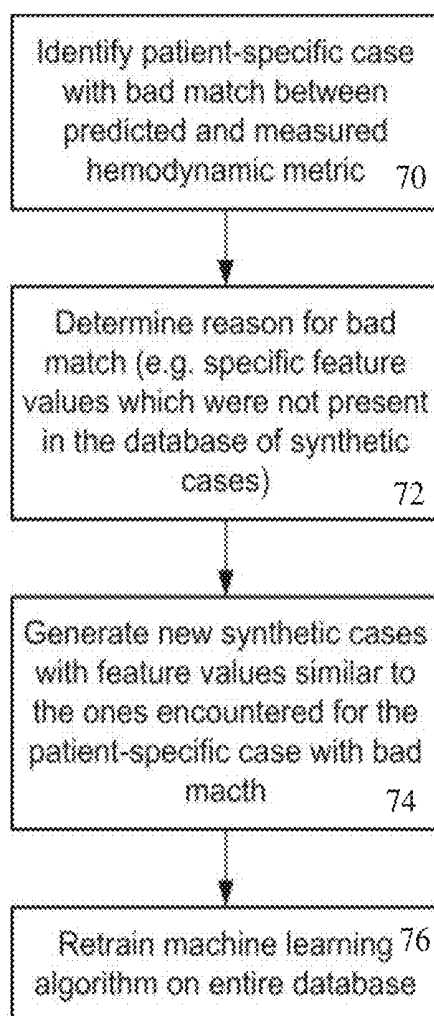 Identify patient-specific case
with bad match between
predicted and measured
hemodynamic metric 70
Determine reason for bad
match (e.g. specific feature
values which were not present
in the database of synthetic
cases) 72
Generate new synthetic cases
with feature values similar to
the ones encountered for the
patient-specific case with bad
macth 74
Retrain machine learning 76
algorithm on entire database